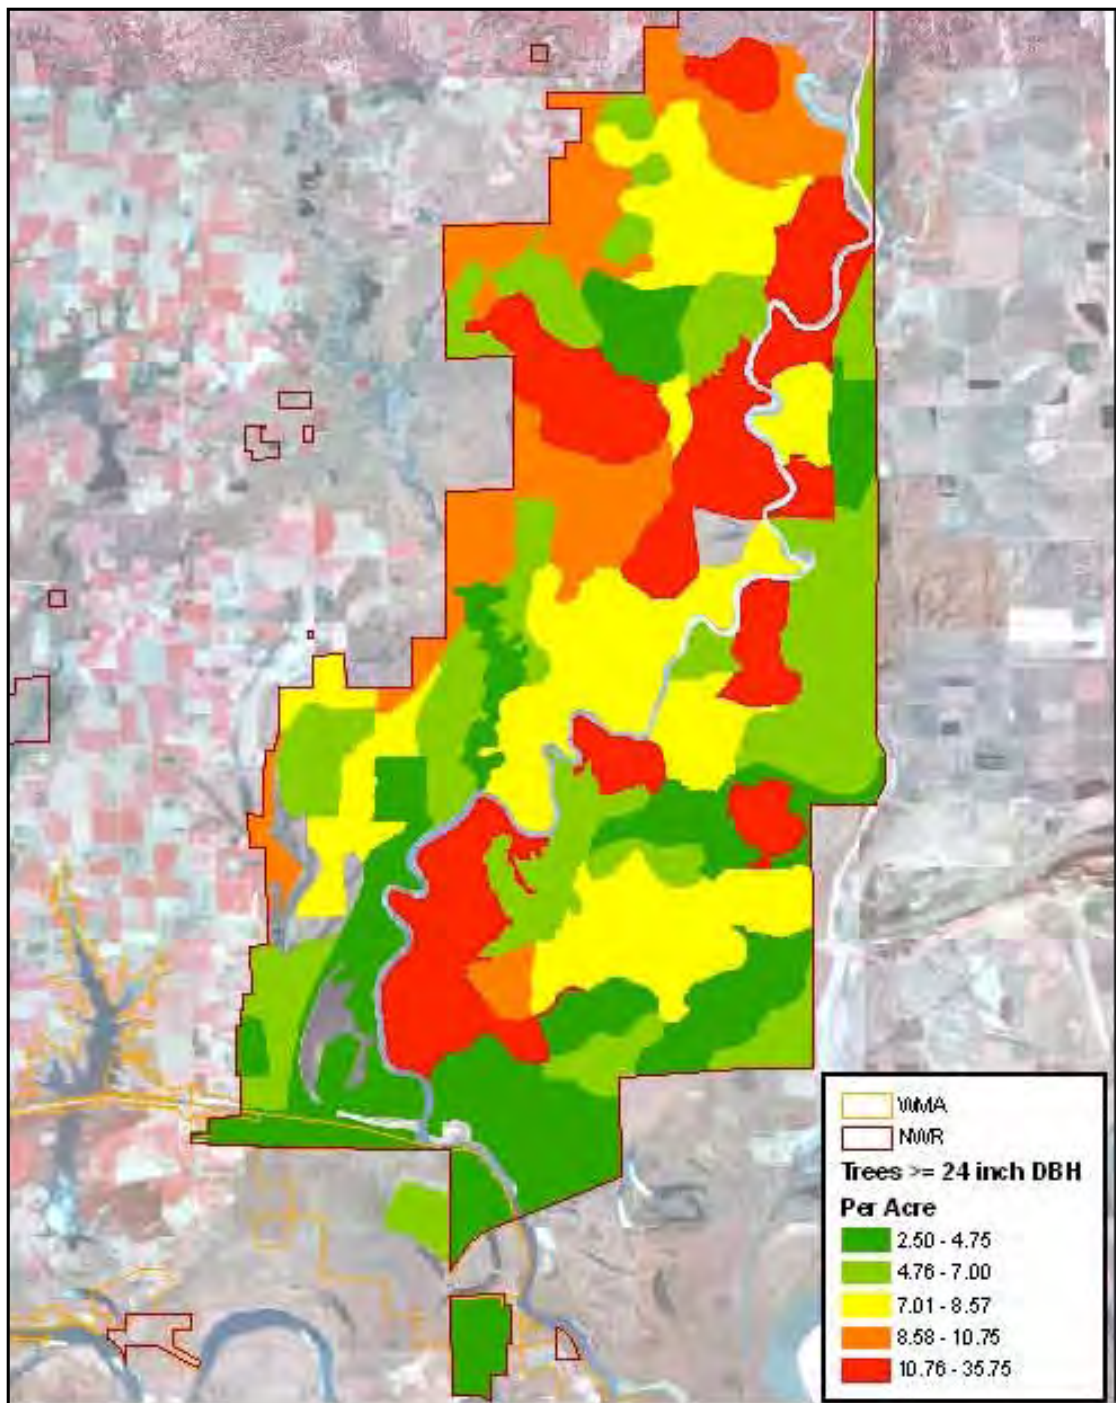 WMA
NWR
Trees >= 24 inch DBH
Per Acre
2.50 - 4.75
4.76 - 7.00
7.01 - 8.57
8.58 - 10.75
10.76 - 35.75